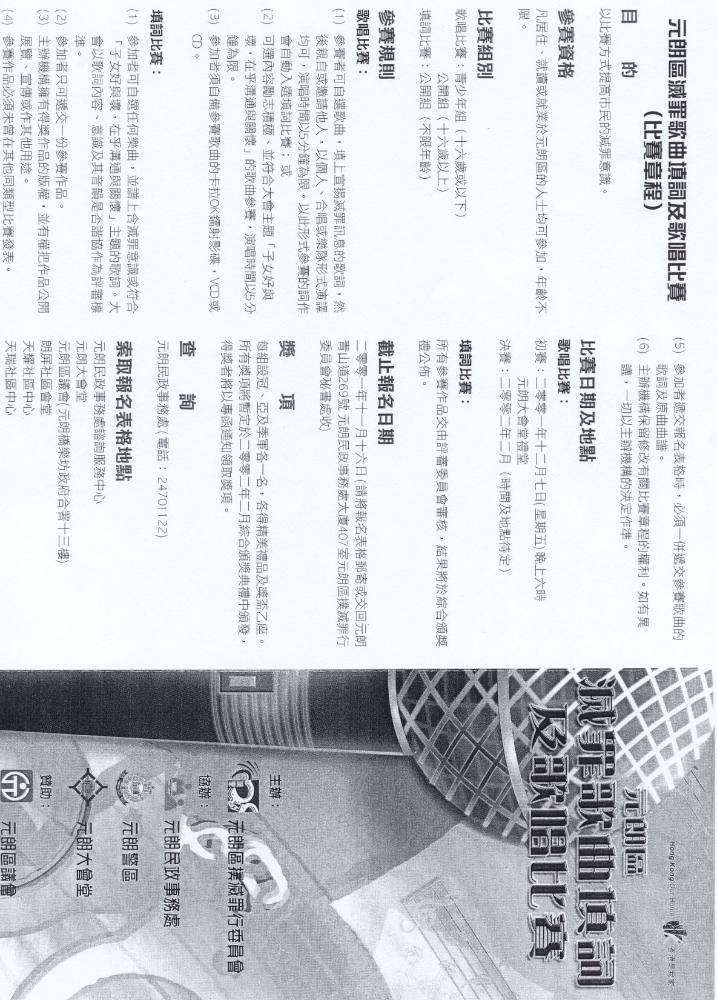 元朗區滅罪歌曲填詞及歌唱比賽
(比賽章程)
目 的
以比賽方式提高市民的滅罪意識。
參賽資格
凡居住、就讀或就業於元朗區的人士均可參加，年齡不
限。
比賽組別
歌唱比賽：青少年組（十六歲或以下）
公開組（十六歲以上）
填詞比賽：公開組（不限年齡）
參賽規則
歌唱比賽：
(1) 參賽者可自選歌曲，填上宣揚滅罪訊息的歌詞，然
後親自或邀請他人，以個人、合唱或樂隊形式演譯
均可，演唱時間以5分鐘為限。以此形式參賽的詞作
會自動入選填詞比賽； 或
(2) 可選內容勵志積極、並符合大會主題「子女好與
壞，在乎溝通與關懷」的歌曲參賽，演唱時間以5分
鐘為限。
(3) 參加者須自備參賽歌曲的卡拉OK鐳射影碟，VCD或
CD。
填詞比賽：
(1) 參加者可自選任何樂曲，並譜上含滅罪意識或符合
「子女好與壞，在乎溝通與關懷」主題的歌詞。大
會以歌詞內容、意識及其音韻是否諧協作為評審標
準。
(2) 參加者只可遞交一份參賽作品。
(3) 主辦機構擁有得獎作品的版權，並有權把作品公開
展覽、宣傳或作其他用途。
(4) 參賽作品必須未曾在其他同類型比賽發表。
(5) 參加者遞交報名表格時，必須一併遞交參賽歌曲的
歌詞及原曲曲譜。
(6) 主辦機構保留修改有關比賽章程的權利。如有異
議，一切以主辦機構的決定作準。
比賽日期及地點
歌唱比賽：
初賽：二零零一年十二月七日(星期五)晚上六時
元朗大會堂禮堂
決賽：二零零二年二月（時間及地點待定）
填詞比賽：
所有參賽作品交由評審委員會審核，結果將於綜合頒獎
禮公佈。
截止報名日期
二零零一年十一月十六日（請將報名表格郵寄或交回元朗
青山道269號 元朗民政事務處大廈407室元朗區撲滅罪行
委員會秘書處收)
獎 項
每組設冠、亞及季軍各一名，各得精美禮品及獎盃乙座。
所有獎項將暫定於二零零二年二月綜合頒獎典禮中頒發，
得獎者將以專函通知領取獎項。
查 詢
元朗民政事務處 (電話：24701122)
索取報名表格地點
元朗民政事務處諮詢服務中心
元朗大會堂
元朗區議會(元朗橋樂坊政府合署十三樓)
朗屏社區會堂
天耀社區中心
天瑞社區中心
Hong Kong Our Home 香港是我家
元朗區
滅罪歌曲填詞
及歌唱比賽
主辦：
元朗區撲滅罪行委員會
協辦：
元朗民政事務處
元朗警區
元朗大會堂
贊助：
元朗區議會